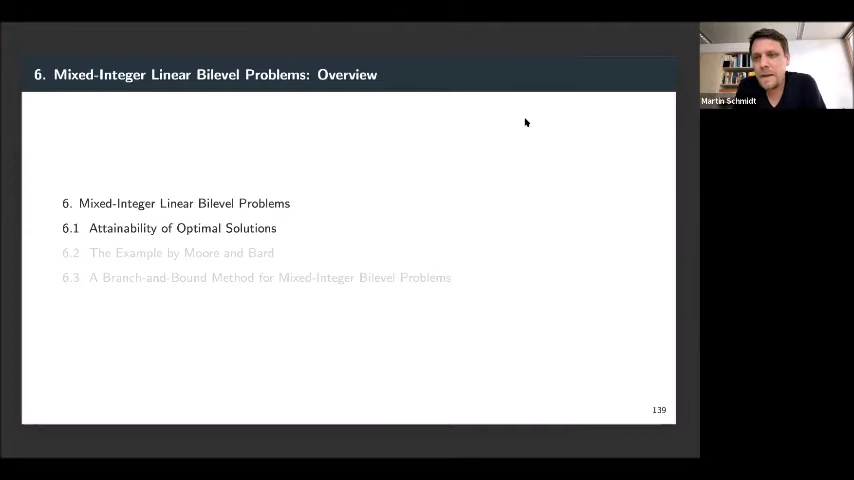 6. Mixed-Integer Linear Bilevel Problems: Overview
Martin Schmidt
6. Mixed-Integer Linear Bilevel Problems
6.1 Attainability of Optimal Solutions
6.2 The Example by Moore and Bard
6.3 A Branch-and-Bound Method for Mixed-Integer Bilevel Problems
139